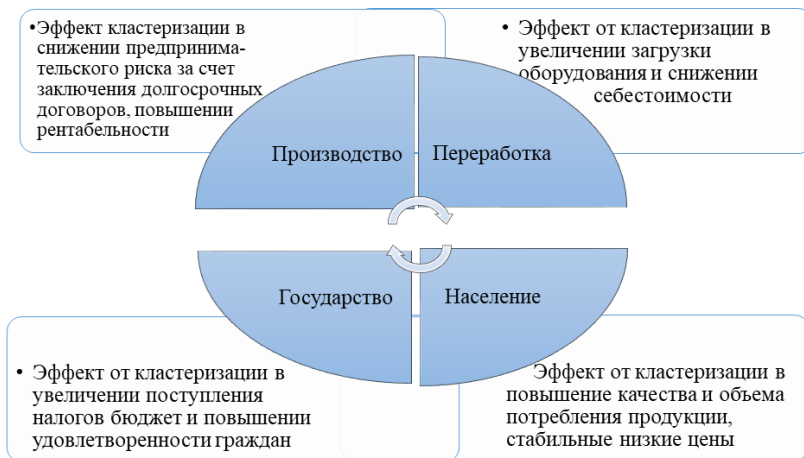 • Эффект кластеризации в
снижении предпринима-
тельского риска за счет
заключения долгосрочных
договоров, повышении
рентабельности
• Эффект от кластеризации в
увеличении загрузки
оборудования и снижении
себестоимости
Производство
Переработка
Государство
Население
• Эффект от кластеризации в
увеличении поступления
налогов бюджет и повышении
удовлетворенности граждан
Эффект от кластеризации в
повышение качества и объема
потребления продукции,
стабильные низкие цены